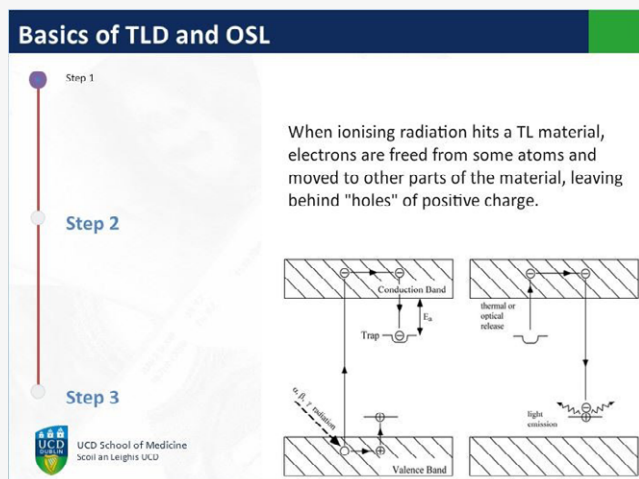 Basics of TLD and OSL
Step 1
When ionising radiation hits a TL material,
electrons are freed from some atoms and
moved to other parts of the material, leaving
behind "holes" of positive charge.
Step 2
Step 3
Conduction Band
Eₐ
Trap
α, β, γ radiation
Valence Band
thermal or
optical
release
light
emission
UCD
DUBLIN
UCD School of Medicine
Scoil an Leighis UCD